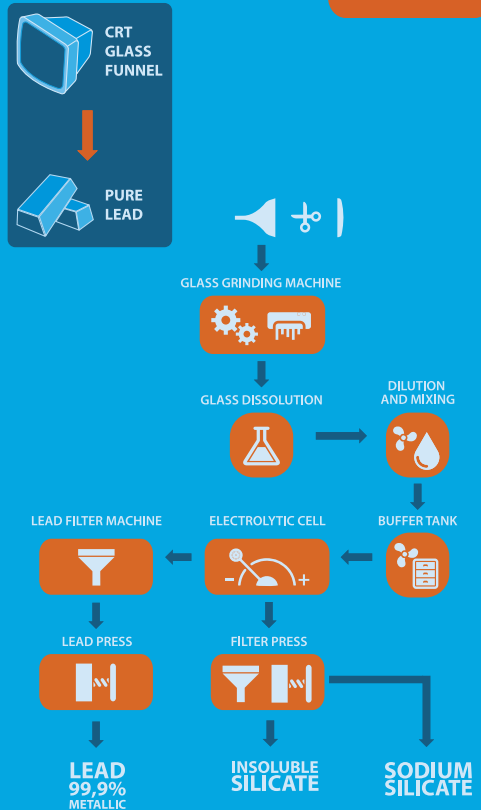 CRT
GLASS
FUNNEL
PURE
LEAD
GLASS GRINDING MACHINE
GLASS DISSOLUTION
DILUTION
AND MIXING
LEAD FILTER MACHINE
ELECTROLYTIC CELL
BUFFER TANK
- +
LEAD PRESS
FILTER PRESS
LEAD
99,9%
METALLIC
INSOLUBLE
SILICATE
SODIUM
SILICATE